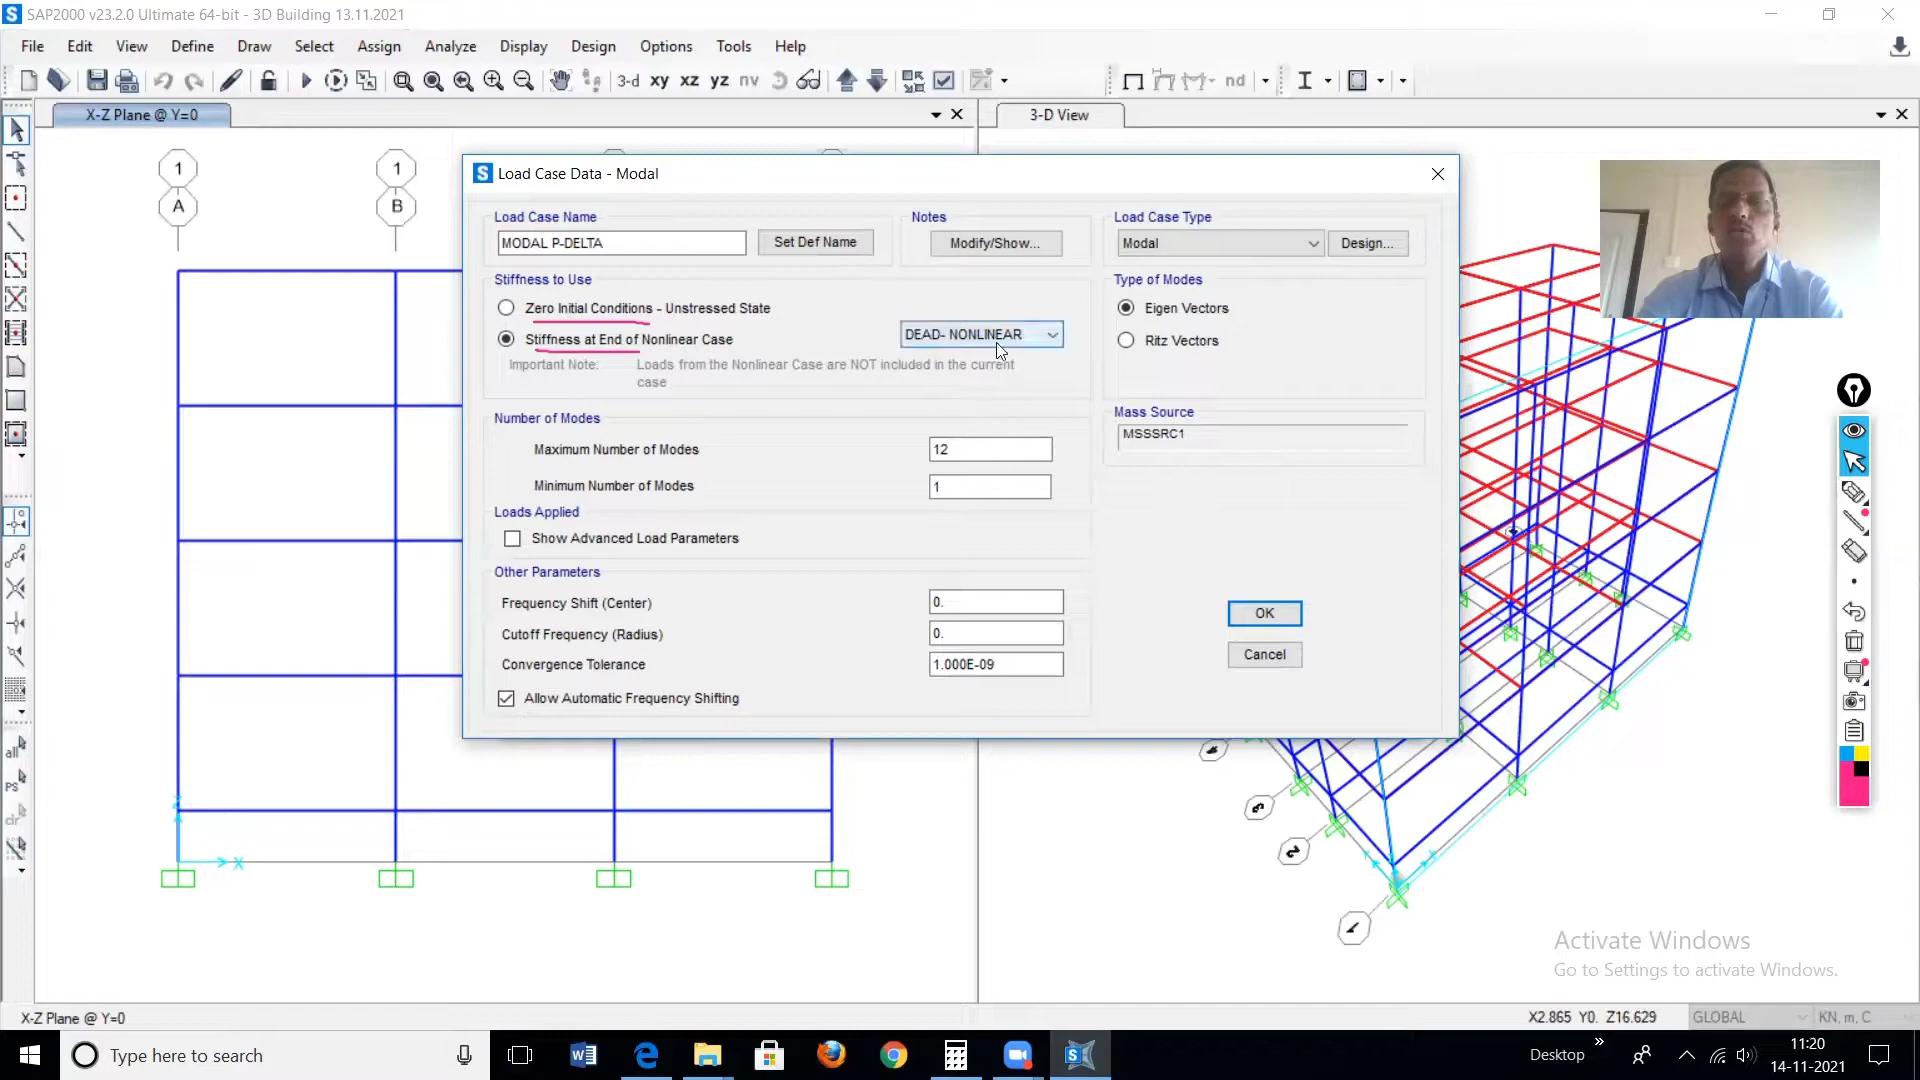 SAP2000 v23.2.0 Ultimate 64-bit - 3D Building 13.11.2021
File Edit View Define Draw Select Assign Analyze Display Design Options Tools Help
3-d xy xz yz nv nd
X-Z Plane @ Y=0
3-D View
1
A
1
B
Load Case Data - Modal
Load Case Name
MODAL P-DELTA
Set Def Name
Notes
Modify/Show...
Load Case Type
Modal
Design...
Stiffness to Use
Zero Initial Conditions - Unstressed State
Stiffness at End of Nonlinear Case
DEAD- NONLINEAR
Important Note: Loads from the Nonlinear Case are NOT included in the current
case
Type of Modes
Eigen Vectors
Ritz Vectors
Number of Modes
Maximum Number of Modes 12
Minimum Number of Modes 1
Mass Source
MSSSRC1
Loads Applied
Show Advanced Load Parameters
Other Parameters
Frequency Shift (Center) 0.
Cutoff Frequency (Radius) 0.
Convergence Tolerance 1.000E-09
Allow Automatic Frequency Shifting
OK
Cancel
all
PS
clr
Z
X
Activate Windows
Go to Settings to activate Windows.
X-Z Plane @ Y=0
X2.865 Y0. Z16.629
GLOBAL
KN, m, C
Type here to search
Desktop
11:20
14-11-2021